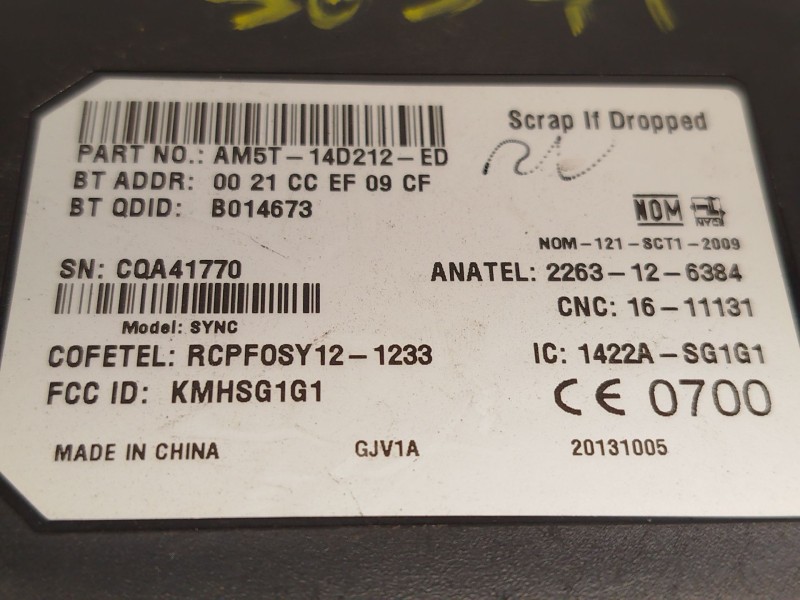 PART NO.: AM5T-14D212-ED
BT ADDR: 00 21 CC EF 09 CF
BT QDID: B014673
Scrap If Dropped
NOM
NYCE
NOM-121-SCT1-2009
SN: CQA41770
ANATEL: 2263-12-6384
CNC: 16-11131
Model: SYNC
COFETEL: RCPFOSY12-1233
IC: 1422A-SG1G1
FCC ID: KMHSG1G1
CE 0700
MADE IN CHINA
GJV1A
20131005